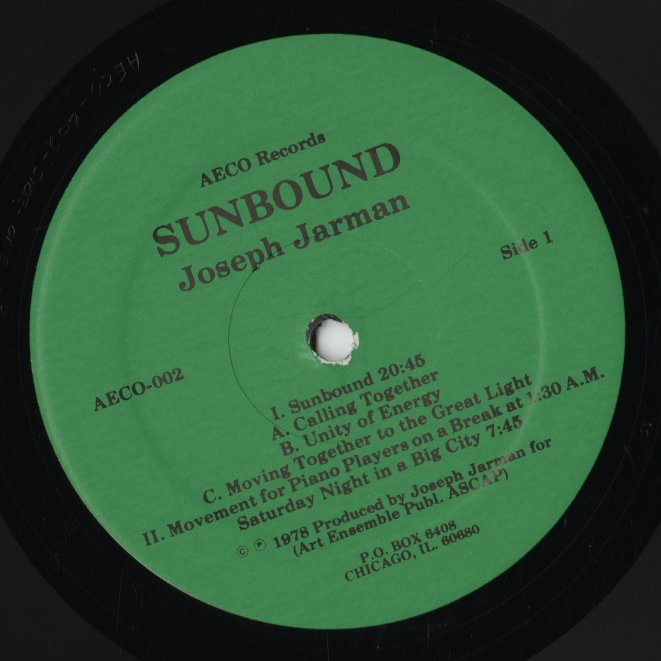 AECO Records
SUNBOUND
Joseph Jarman
Side 1
AECO-002
I. Sunbound 20:45
A. Calling Together
B. Unity of Energy
C. Moving Together to the Great Light
II. Movement for Piano Players on a Break at 1:30 A.M.
Saturday Night in a Big City 7:45
© ℗ 1978 Produced by Joseph Jarman for
(Art Ensemble Publ. ASCAP)
P.O. BOX 6408
CHICAGO, IL. 60680